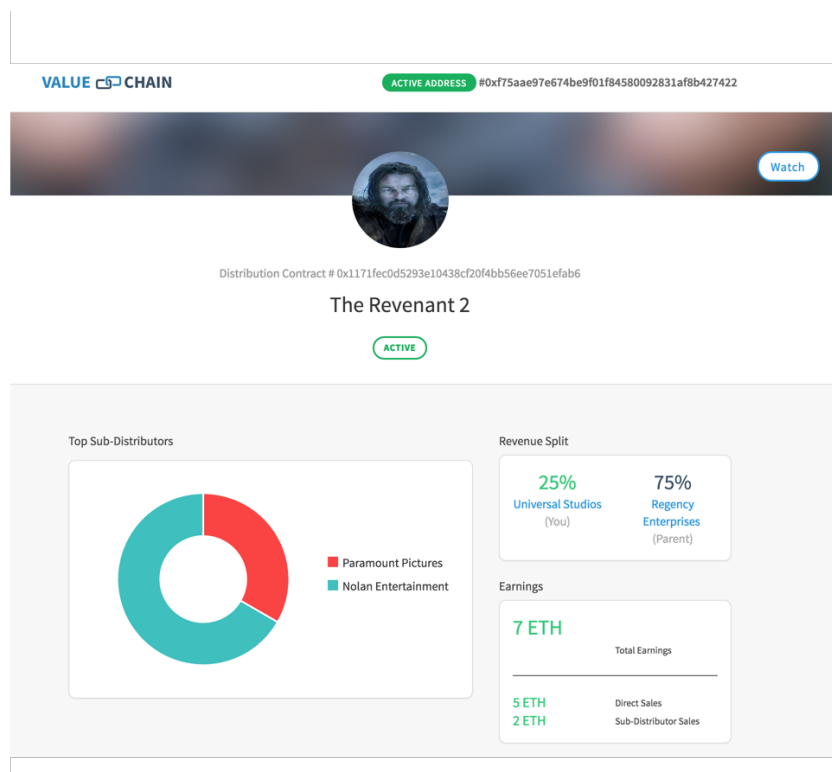 VALUE CHAIN
ACTIVE ADDRESS #0xf75aae97e674be9f01f84580092831af8b427422
Watch
Distribution Contract # 0x1171fec0d5293e10438cf20f4bb56ee7051efab6
The Revenant 2
ACTIVE
Top Sub-Distributors
Paramount Pictures
Nolan Entertainment
Revenue Split
25%
Universal Studios
(You)
75%
Regency
Enterprises
(Parent)
Earnings
7 ETH
Total Earnings
5 ETH Direct Sales
2 ETH Sub-Distributor Sales